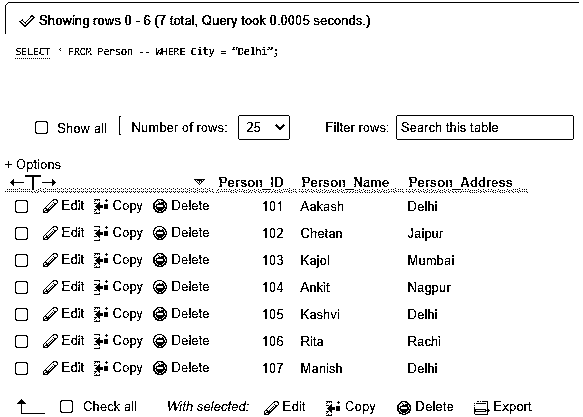 Showing rows 0 - 6 (7 total, Query took 0.0005 seconds.)
SELECT * FROM Person -- WHERE City = “Delhi”;
Show all Number of rows: 25 Filter rows: Search this table
+ Options
Person_ID Person_Name Person_Address
Edit Copy Delete 101 Aakash Delhi
Edit Copy Delete 102 Chetan Jaipur
Edit Copy Delete 103 Kajol Mumbai
Edit Copy Delete 104 Ankit Nagpur
Edit Copy Delete 105 Kashvi Delhi
Edit Copy Delete 106 Rita Rachi
Edit Copy Delete 107 Manish Delhi
Check all With selected: Edit Copy Delete Export